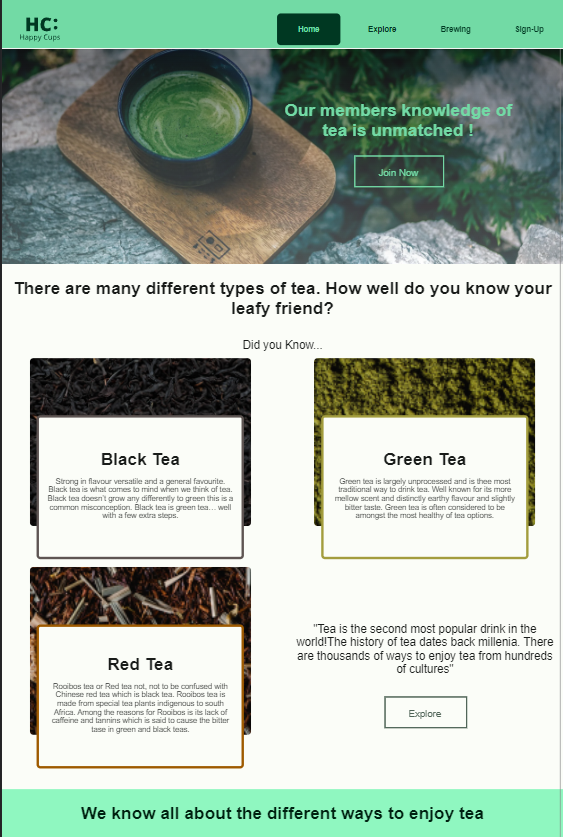 HC:
Happy Cups
Home
Explore
Brewing
Sign-Up
Our members knowledge of
tea is unmatched !
Join Now
There are many different types of tea. How well do you know your
leafy friend?
Did you Know...
Black Tea
Strong in flavour versatile and a general favourite.
Black tea is what comes to mind when we think of tea.
Black tea doesn't grow any differently to green this is a
common misconception. Black tea is green tea... well
with a few extra steps.
Green Tea
Green tea is largely unprocessed and is thee most
traditional way to drink tea. Well known for its more
mellow scent and distinctly earthy flavour and slightly
bitter taste. Green tea is often considered to be
amongst the most healthy of tea options.
Red Tea
Rooibos tea or Red tea not, not to be confused with
Chinese red tea which is black tea. Rooibos tea is
made from special tea plants indigenous to south
Africa. Among the reasons for Rooibos is its lack of
caffeine and tannins which is said to cause the bitter
tase in green and black teas.
"Tea is the second most popular drink in the
world!The history of tea dates back millenia. There
are thousands of ways to enjoy tea from hundreds
of cultures"
Explore
We know all about the different ways to enjoy tea